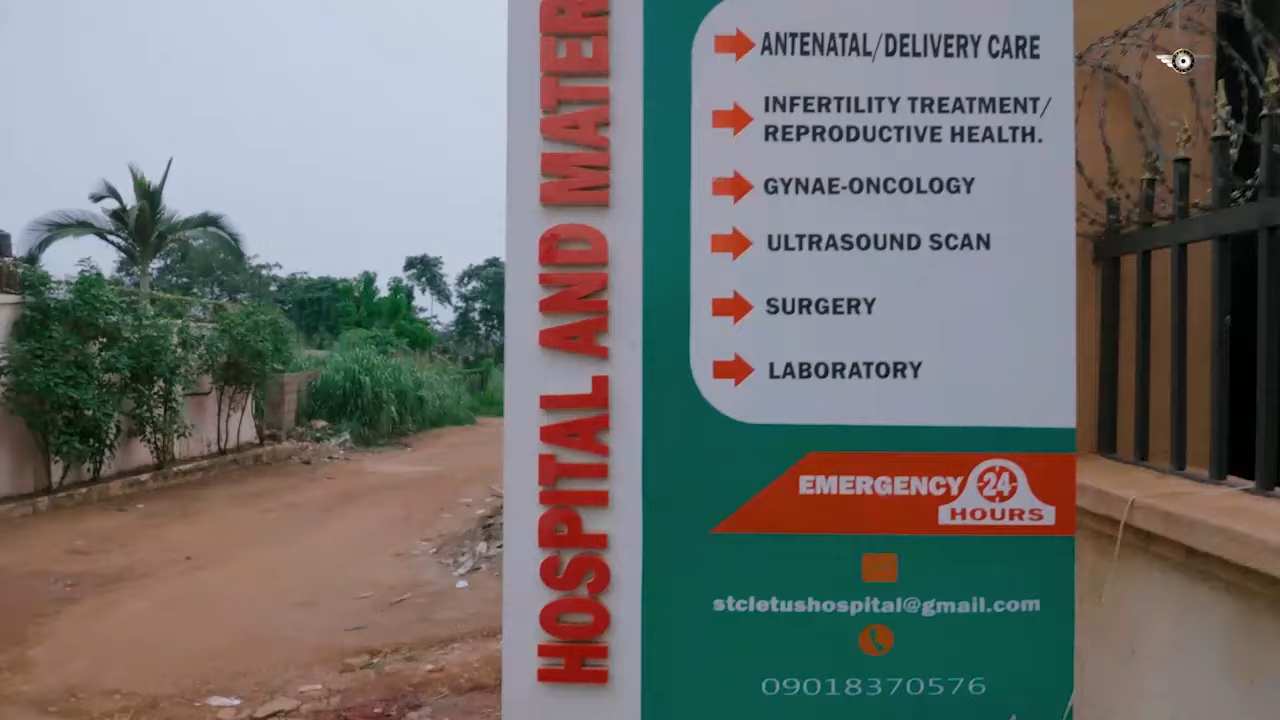 HOSPITAL AND MATER
ANTENATAL/DELIVERY CARE
INFERTILITY TREATMENT/
REPRODUCTIVE HEALTH.
GYNAE-ONCOLOGY
ULTRASOUND SCAN
SURGERY
LABORATORY
EMERGENCY 24
HOURS
stcletushospital@gmail.com
09018370576